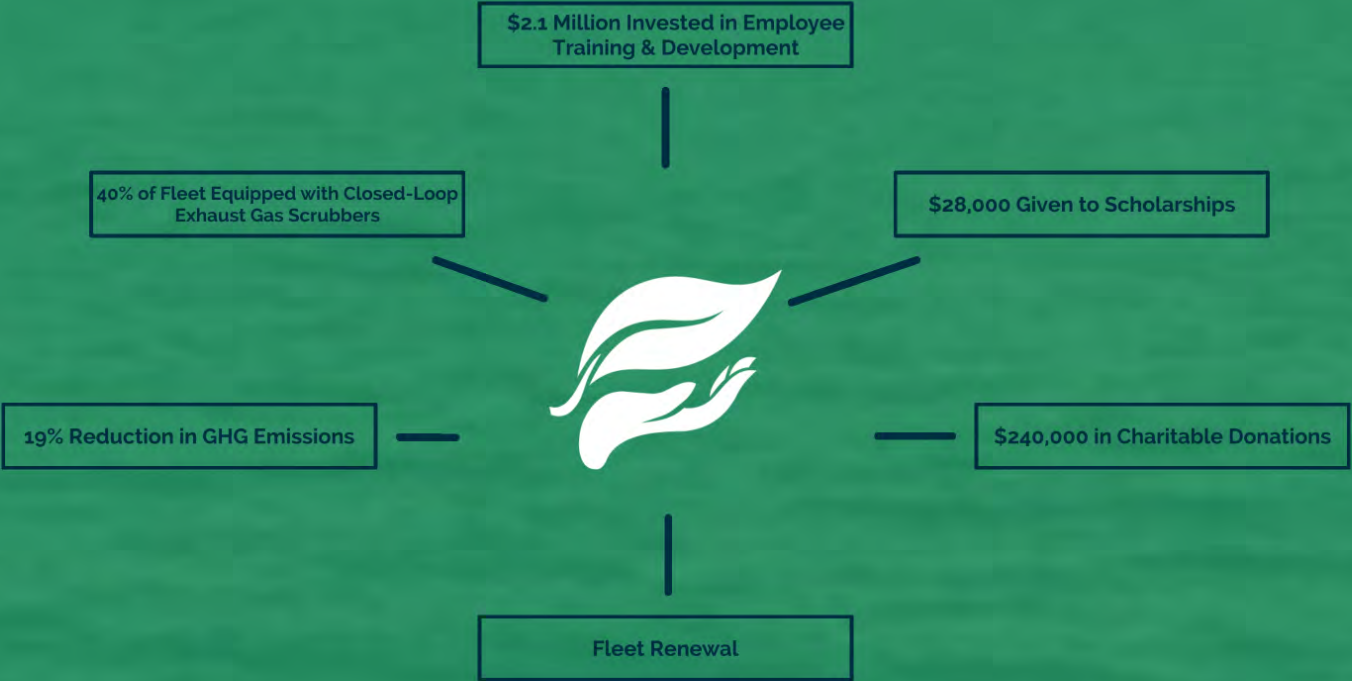 $2.1 Million Invested in Employee
Training & Development
40% of Fleet Equipped with Closed-Loop
Exhaust Gas Scrubbers
$28,000 Given to Scholarships
19% Reduction in GHG Emissions
$240,000 in Charitable Donations
Fleet Renewal